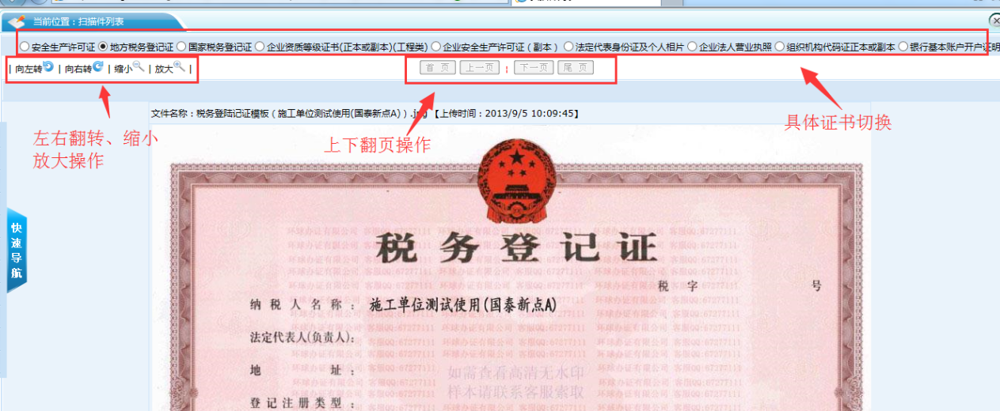 当前位置：扫描件列表
安全生产许可证 地方税务登记证 国家税务登记证 企业资质等级证书(正本或副本)(工程类) 企业安全生产许可证（副本） 法定代表身份证及个人相片 企业法人营业执照 组织机构代码证正本或副本 银行基本账户开户证明
| 向左转 | 向右转 | 缩小 | 放大 |
首 页 上一页 ¦ 下一页 尾 页
文件名称：税务登陆记证模板（施工单位测试使用(国泰新点A)）.jpg 【上传时间：2013/9/5 10:09:45】
左右翻转、缩小
放大操作
上下翻页操作
具体证书切换
快速导航
税务登记证
税 字 号
纳税人名称： 施工单位测试使用(国泰新点A)
法定代表人(负责人)：
地 址：
登记注册类型：
环球办证有限公司 客服QQ:67277111
如需查看高清无水印
样本请联系客服索取